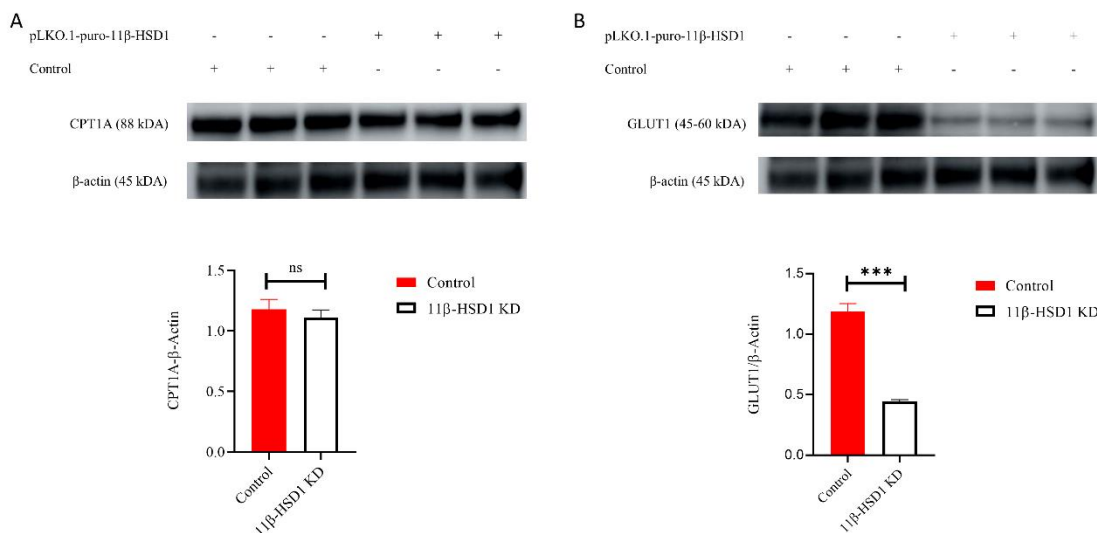 A
pLKO.1-puro-11β-HSD1 - - - + + +
Control + + + - - -
CPT1A (88 kDA)
β-actin (45 kDA)
CPT1A-β-Actin
1.5
1.0
0.5
0.0
ns
Control
11β-HSD1 KD
Control
11β-HSD1 KD
B
pLKO.1-puro-11β-HSD1 - - - + + +
Control + + + - - -
GLUT1 (45-60 kDA)
β-actin (45 kDA)
GLUT1/β-Actin
1.5
1.0
0.5
0.0
***
Control
11β-HSD1 KD
Control
11β-HSD1 KD